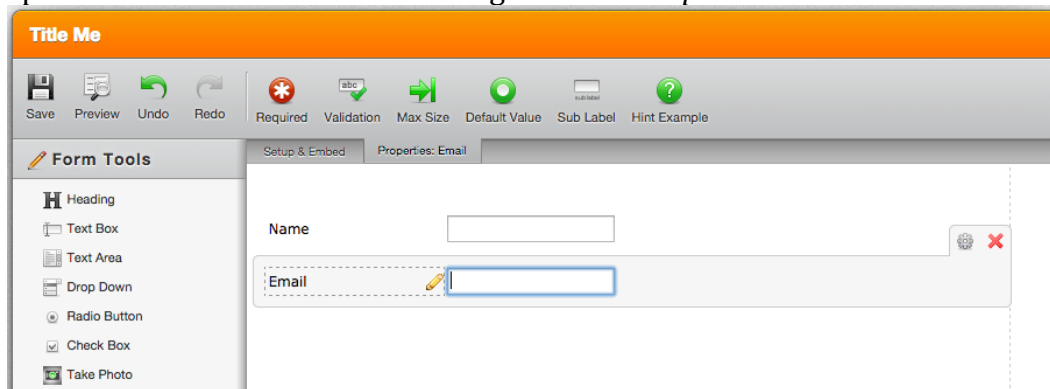 Title Me
Save Preview Undo Redo Required Validation Max Size Default Value Sub Label Hint Example
abc
sub label
Form Tools
Setup & Embed Properties: Email
Heading
Text Box
Text Area
Drop Down
Radio Button
Check Box
Take Photo
Name
Email